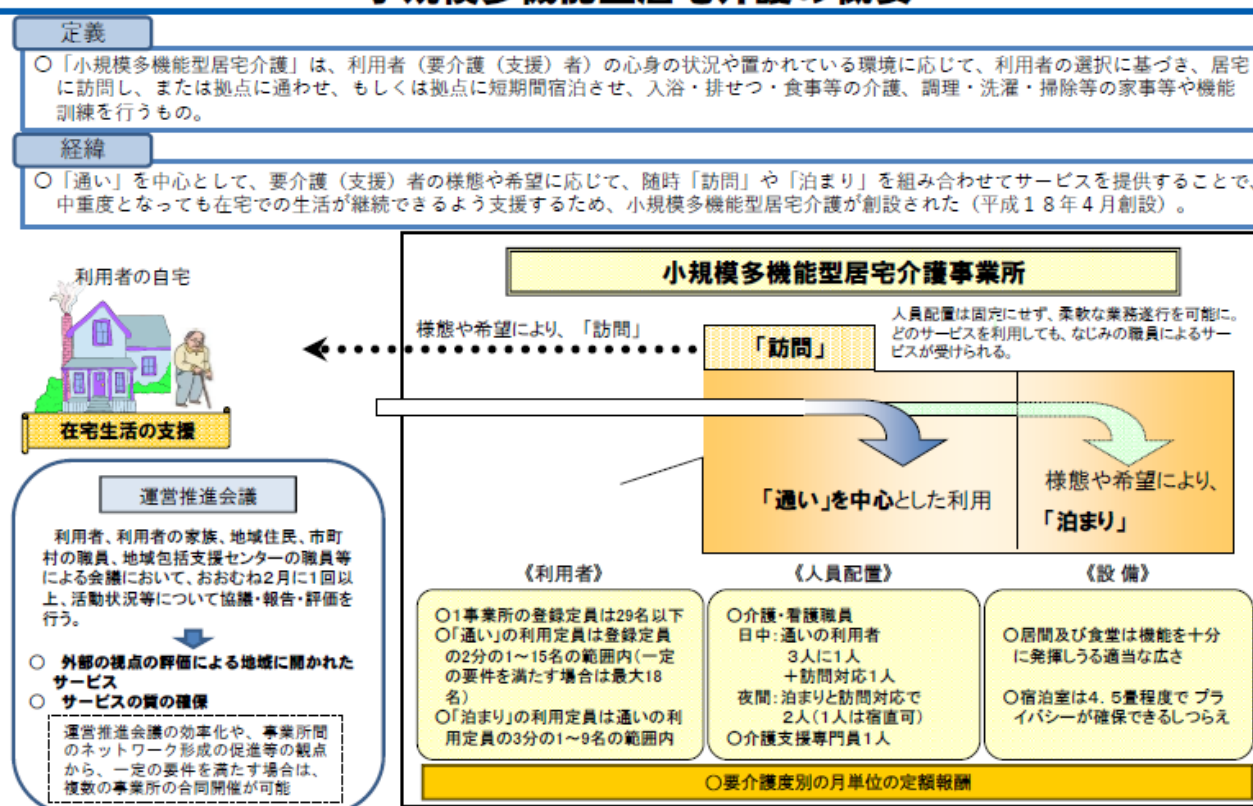 小規模多機能型居宅介護の概要
定義
○「小規模多機能型居宅介護」は、利用者（要介護（支援）者）の心身の状況や置かれている環境に応じて、利用者の選択に基づき、居宅
に訪問し、または拠点に通わせ、もしくは拠点に短期間宿泊させ、入浴・排せつ・食事等の介護、調理・洗濯・掃除等の家事等や機能
訓練を行うもの。
経緯
○「通い」を中心として、要介護（支援）者の様態や希望に応じて、随時「訪問」や「泊まり」を組み合わせてサービスを提供することで、
中重度となっても在宅での生活が継続できるよう支援するため、小規模多機能型居宅介護が創設された（平成１８年４月創設）。
利用者の自宅
在宅生活の支援
小規模多機能型居宅介護事業所
様態や希望により、「訪問」
「訪問」
人員配置は固定にせず、柔軟な業務遂行を可能に。
どのサービスを利用しても、なじみの職員によるサー
ビスが受けられる。
「通い」を中心とした利用
様態や希望により、
「泊まり」
運営推進会議
利用者、利用者の家族、地域住民、市町
村の職員、地域包括支援センターの職員等
による会議において、おおむね２月に１回以
上、活動状況等について協議・報告・評価を
行う。
○ 外部の視点の評価による地域に開かれた
サービス
○ サービスの質の確保
運営推進会議の効率化や、事業所間
のネットワーク形成の促進等の観点
から、一定の要件を満たす場合は、
複数の事業所の合同開催が可能
《利用者》
○1事業所の登録定員は29名以下
○「通い」の利用定員は登録定員
の2分の1～15名の範囲内（一定
の要件を満たす場合は最大18
名）
○「泊まり」の利用定員は通いの利
用定員の3分の1～9名の範囲内
《人員配置》
○介護・看護職員
日中：通いの利用者
３人に１人
＋訪問対応１人
夜間：泊まりと訪問対応で
２人（１人は宿直可）
○介護支援専門員１人
《設 備》
○居間及び食堂は機能を十分
に発揮しうる適当な広さ
○宿泊室は４．５畳程度で プラ
イバシーが確保できるしつらえ
○要介護度別の月単位の定額報酬